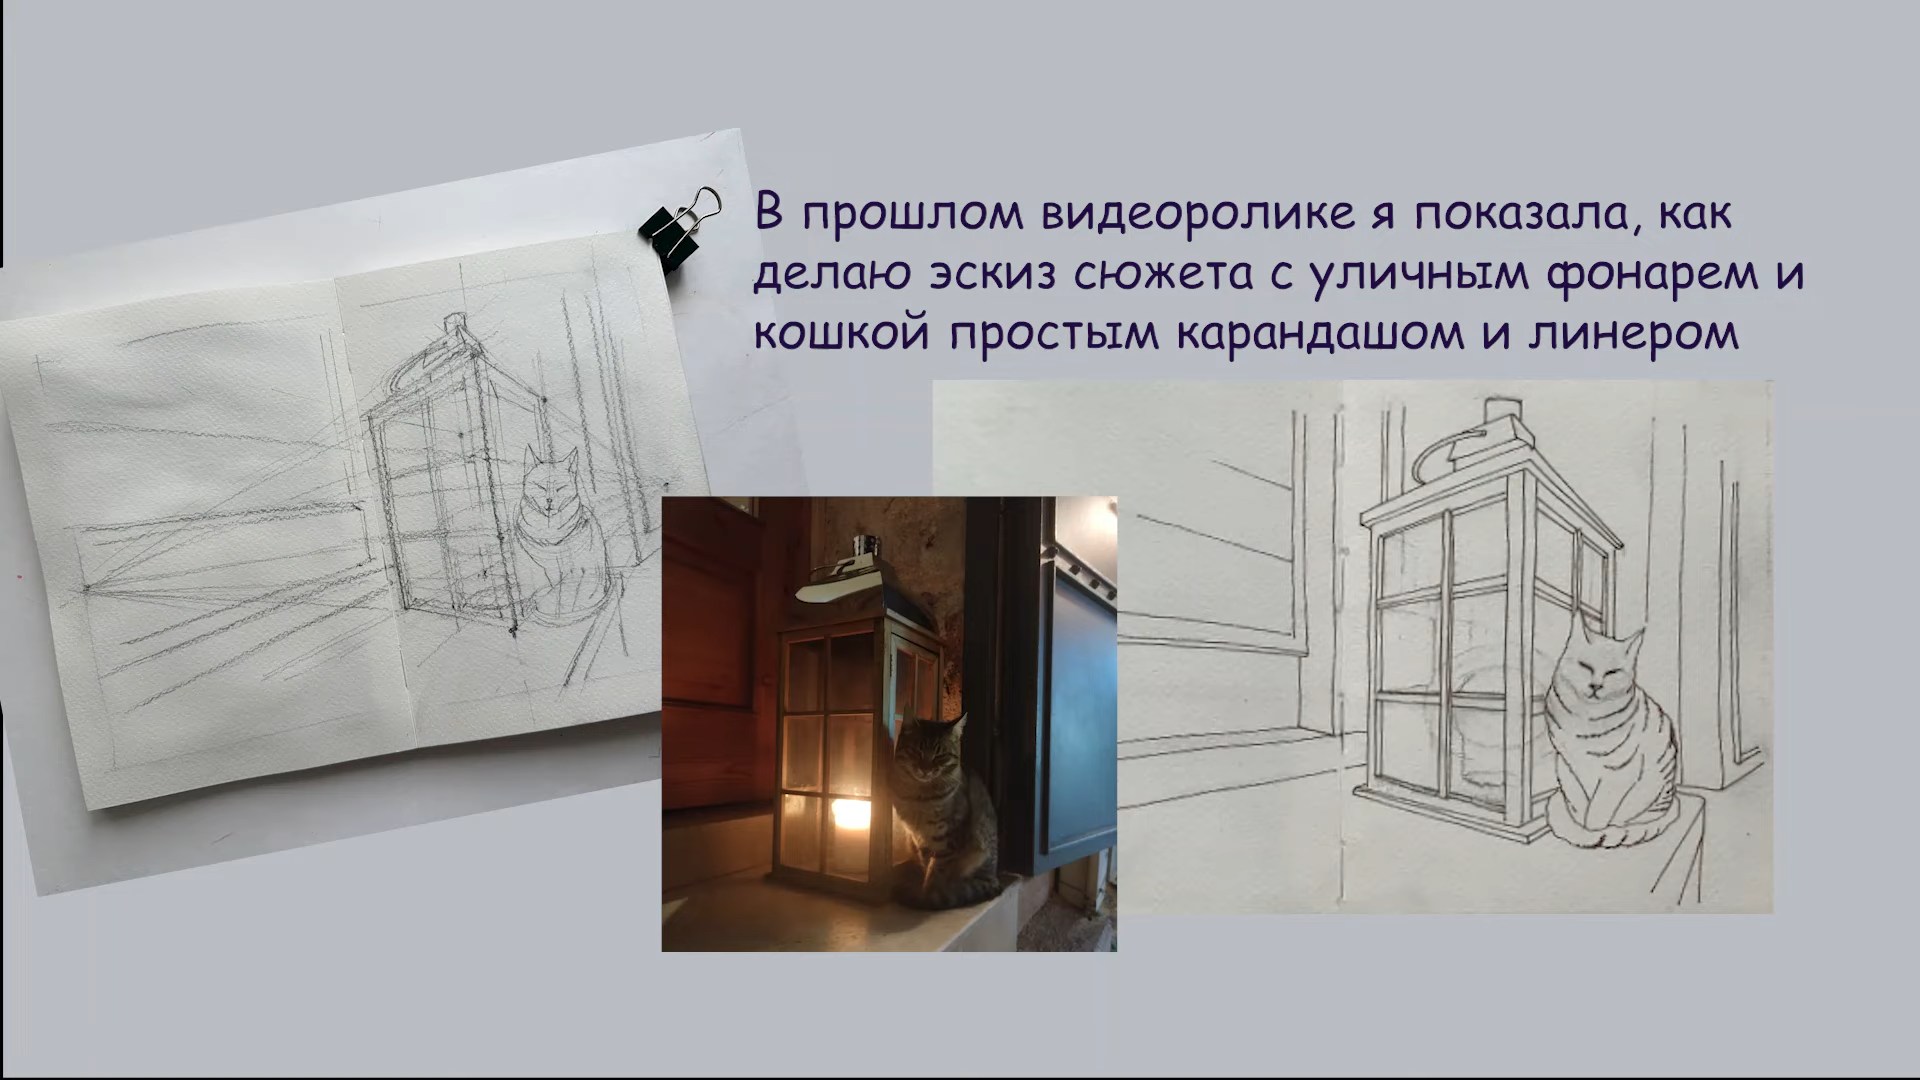 В прошлом видеоролике я показала, как
делаю эскиз сюжета с уличным фонарем и
кошкой простым карандашом и линером